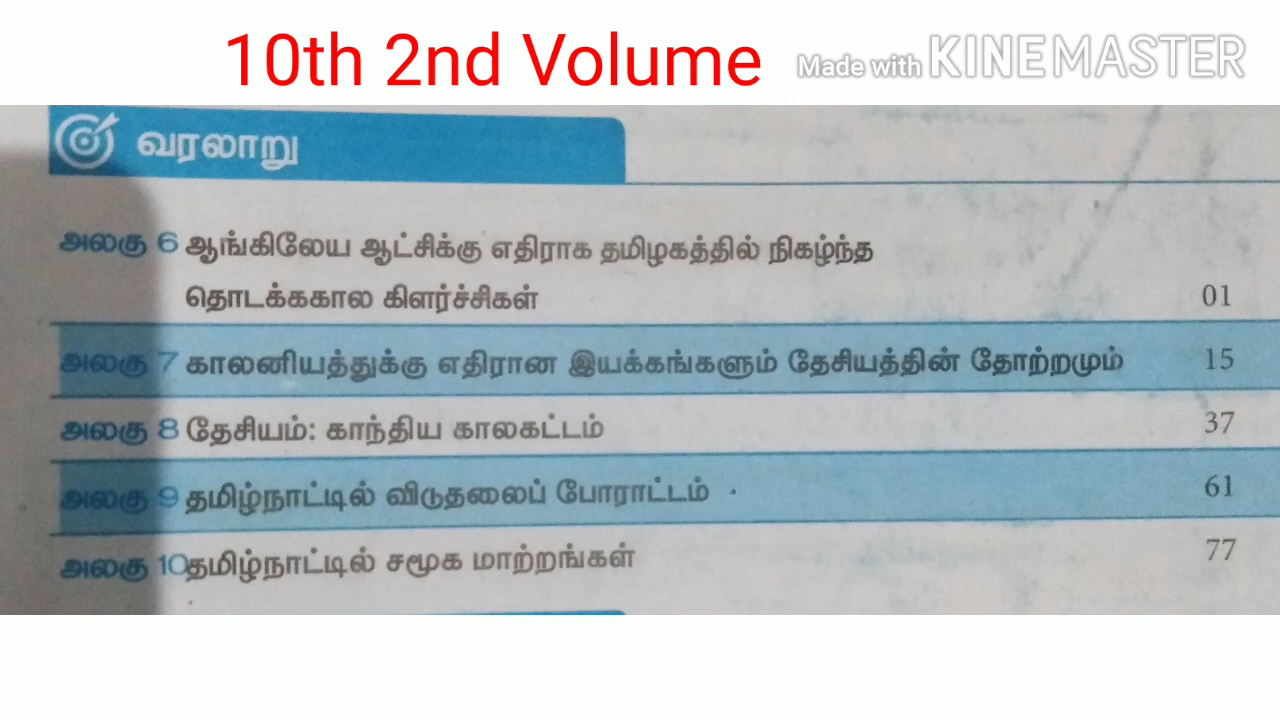 10th 2nd Volume
Made with KINEMASTER
வரலாறு
அலகு 6 ஆங்கிலேய ஆட்சிக்கு எதிராக தமிழகத்தில் நிகழ்ந்த
தொடக்ககால கிளர்ச்சிகள் 01
அலகு 7 காலனியத்துக்கு எதிரான இயக்கங்களும் தேசியத்தின் தோற்றமும் 15
அலகு 8 தேசியம்: காந்திய காலகட்டம் 37
அலகு 9 தமிழ்நாட்டில் விடுதலைப் போராட்டம் 61
அலகு 10 தமிழ்நாட்டில் சமூக மாற்றங்கள் 77